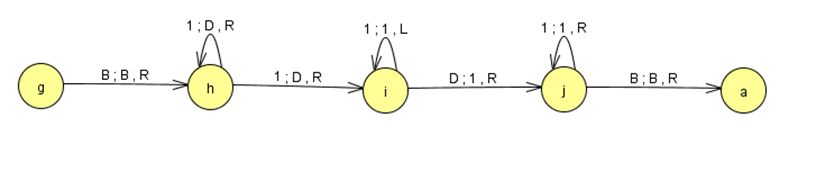 1 ; D , R
1 ; 1 , L
1 ; 1 , R
g
B ; B , R
h
1 ; D , R
i
D ; 1 , R
j
B ; B , R
a